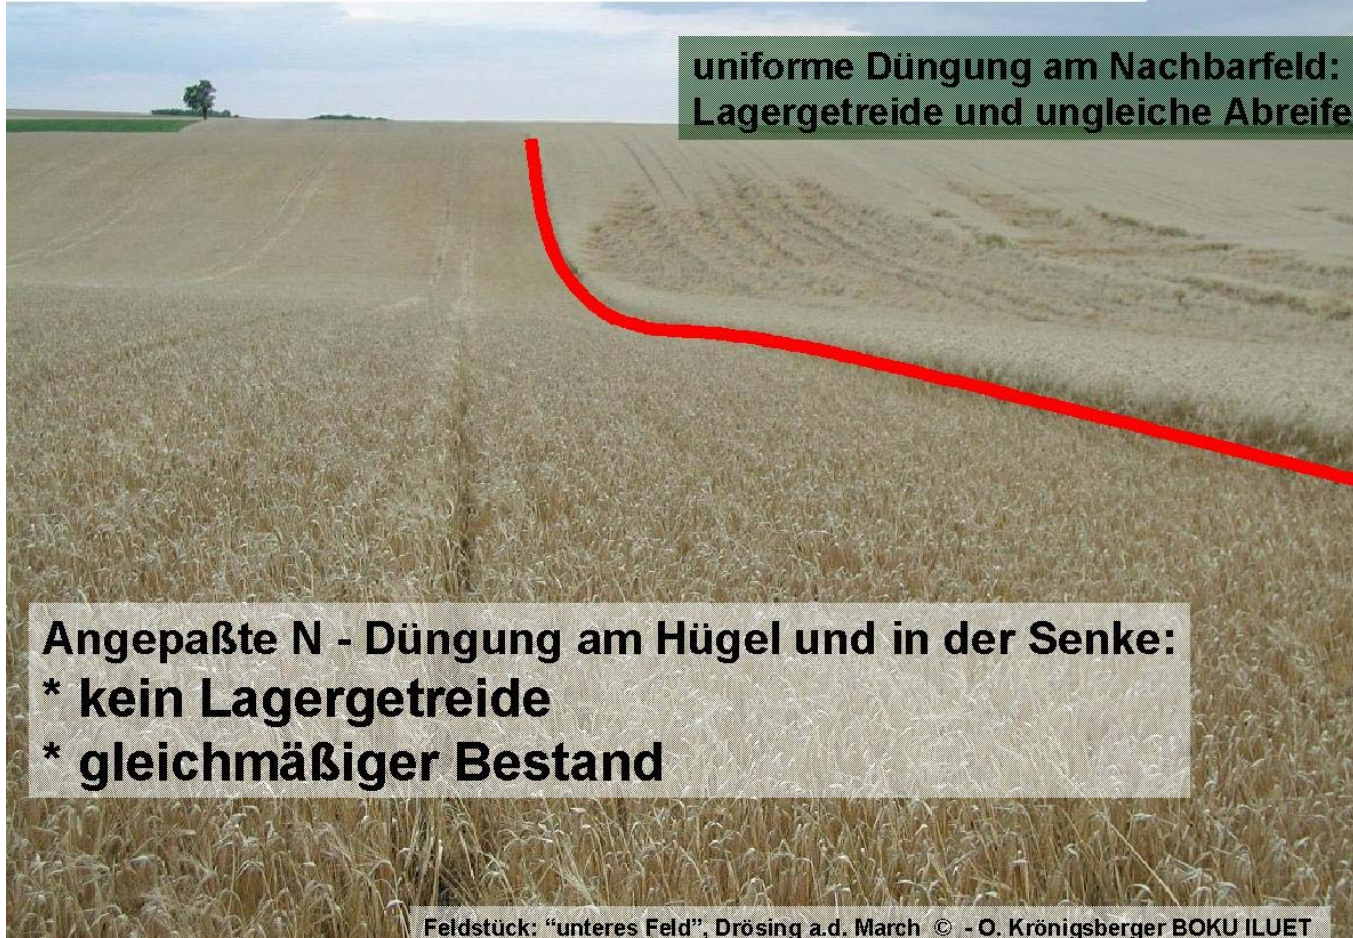 uniforme Düngung am Nachbarfeld:
Lagergetreide und ungleiche Abreife
Angepaßte N - Düngung am Hügel und in der Senke:
* kein Lagergetreide
* gleichmäßiger Bestand
Feldstück: “unteres Feld”, Drösing a.d. March © - O. Krönigsberger BOKU ILUET